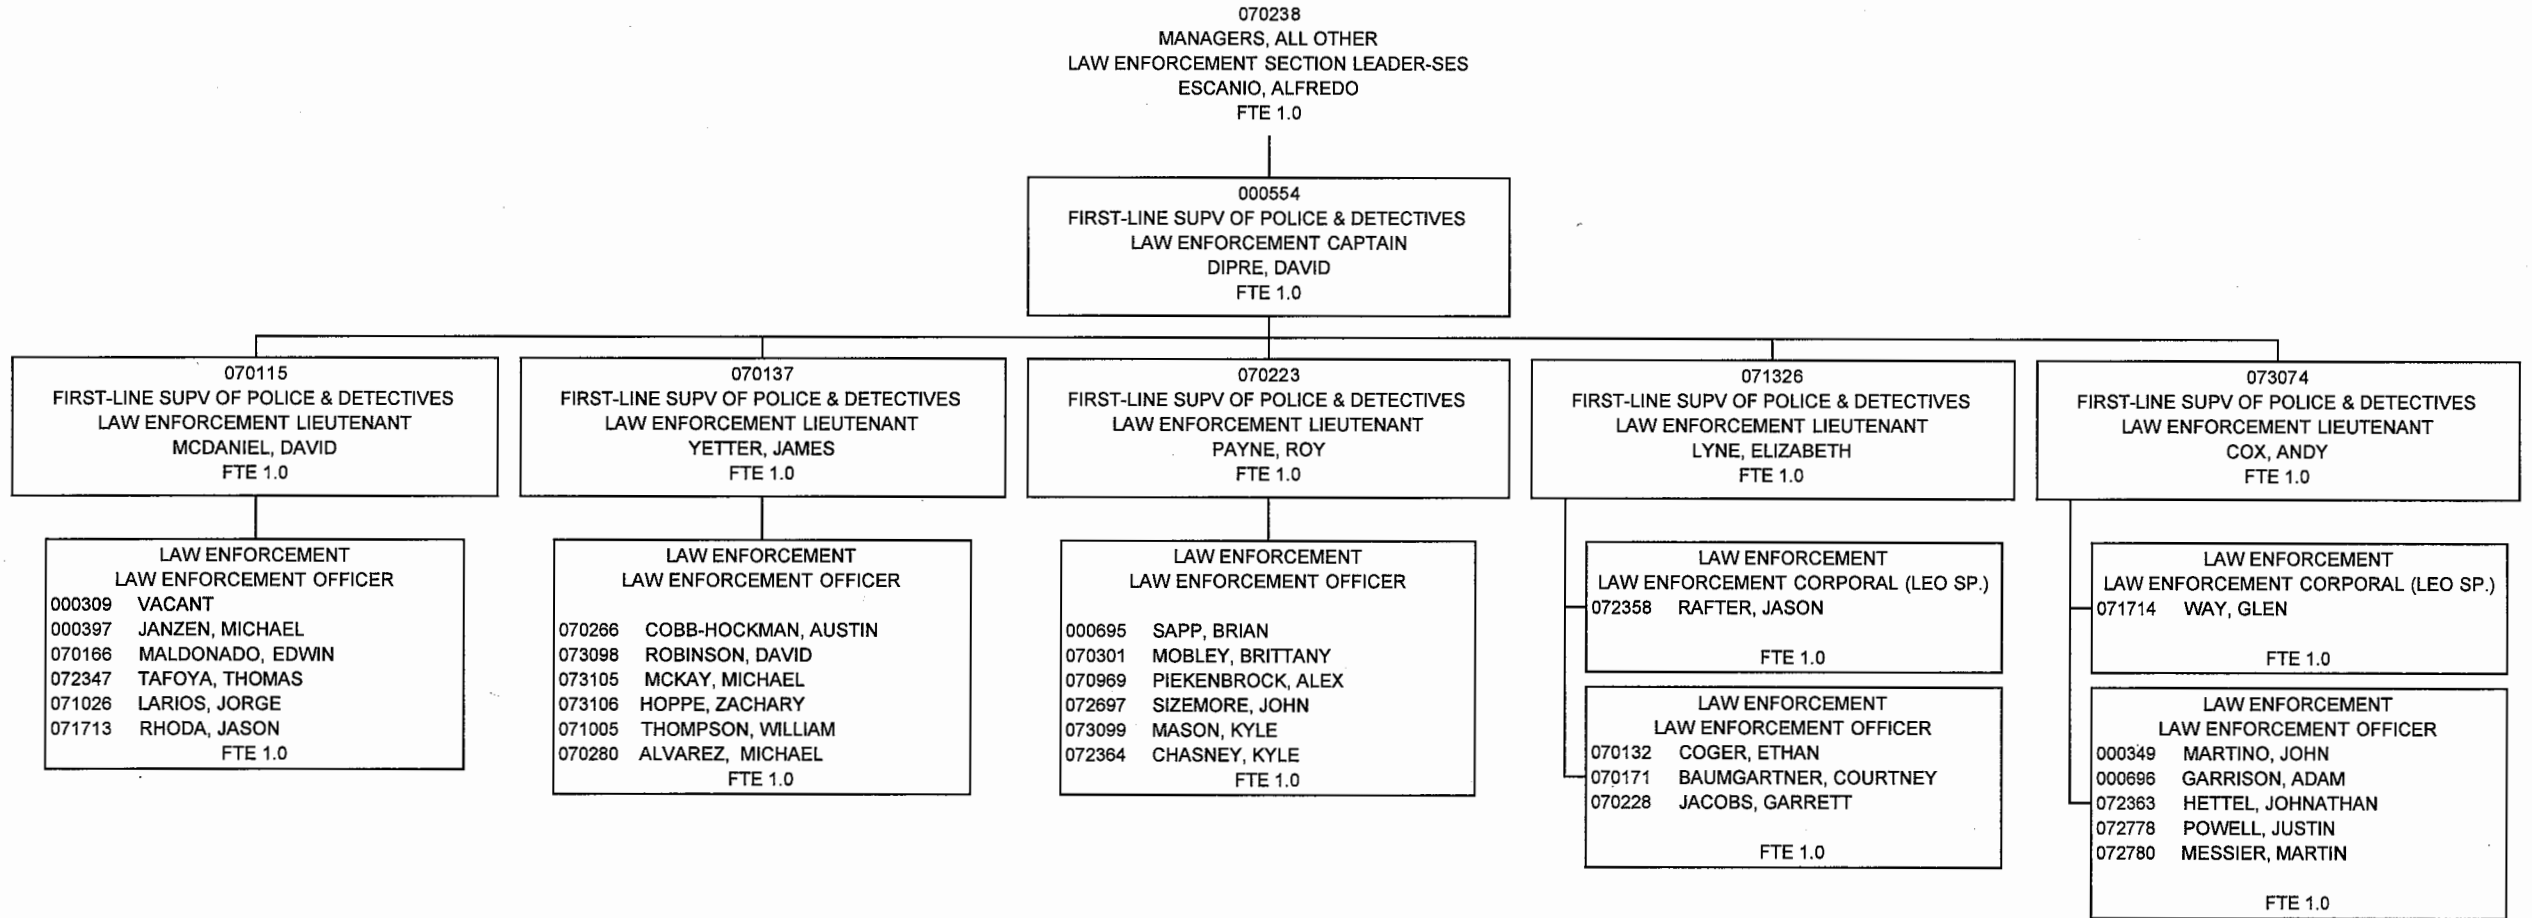 070238
MANAGERS, ALL OTHER
LAW ENFORCEMENT SECTION LEADER-SES
ESCANIO, ALFREDO
FTE 1.0
000554
FIRST-LINE SUPV OF POLICE & DETECTIVES
LAW ENFORCEMENT CAPTAIN
DIPRE, DAVID
FTE 1.0
070115
FIRST-LINE SUPV OF POLICE & DETECTIVES
LAW ENFORCEMENT LIEUTENANT
MCDANIEL, DAVID
FTE 1.0
070137
FIRST-LINE SUPV OF POLICE & DETECTIVES
LAW ENFORCEMENT LIEUTENANT
YETTER, JAMES
FTE 1.0
070223
FIRST-LINE SUPV OF POLICE & DETECTIVES
LAW ENFORCEMENT LIEUTENANT
PAYNE, ROY
FTE 1.0
071326
FIRST-LINE SUPV OF POLICE & DETECTIVES
LAW ENFORCEMENT LIEUTENANT
LYNE, ELIZABETH
FTE 1.0
073074
FIRST-LINE SUPV OF POLICE & DETECTIVES
LAW ENFORCEMENT LIEUTENANT
COX, ANDY
FTE 1.0
LAW ENFORCEMENT
LAW ENFORCEMENT OFFICER
000309 VACANT
000397 JANZEN, MICHAEL
070166 MALDONADO, EDWIN
072347 TAFOYA, THOMAS
071026 LARIOS, JORGE
071713 RHODA, JASON
FTE 1.0
LAW ENFORCEMENT
LAW ENFORCEMENT OFFICER
070266 COBB-HOCKMAN, AUSTIN
073098 ROBINSON, DAVID
073105 MCKAY, MICHAEL
073106 HOPPE, ZACHARY
071005 THOMPSON, WILLIAM
070280 ALVAREZ, MICHAEL
FTE 1.0
LAW ENFORCEMENT
LAW ENFORCEMENT OFFICER
000695 SAPP, BRIAN
070301 MOBLEY, BRITTANY
070969 PIEKENBROCK, ALEX
072697 SIZEMORE, JOHN
073099 MASON, KYLE
072364 CHASNEY, KYLE
FTE 1.0
LAW ENFORCEMENT
LAW ENFORCEMENT CORPORAL (LEO SP.)
072358 RAFTER, JASON
FTE 1.0
LAW ENFORCEMENT
LAW ENFORCEMENT OFFICER
070132 COGER, ETHAN
070171 BAUMGARTNER, COURTNEY
070228 JACOBS, GARRETT
FTE 1.0
LAW ENFORCEMENT
LAW ENFORCEMENT CORPORAL (LEO SP.)
071714 WAY, GLEN
FTE 1.0
LAW ENFORCEMENT
LAW ENFORCEMENT OFFICER
000349 MARTINO, JOHN
000696 GARRISON, ADAM
072363 HETTEL, JOHNATHAN
072778 POWELL, JUSTIN
072780 MESSIER, MARTIN
FTE 1.0